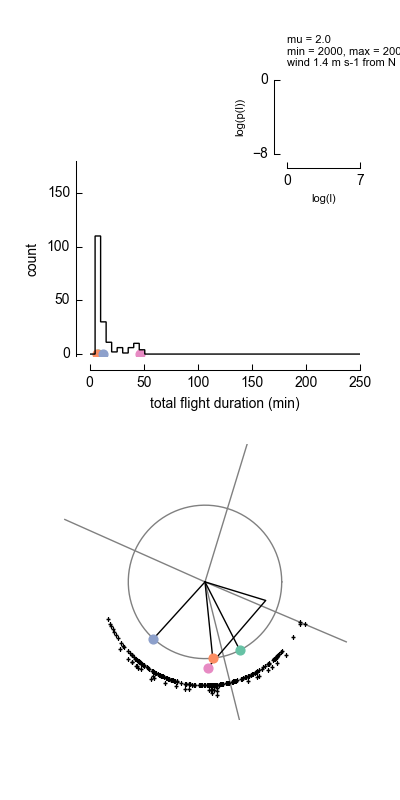 mu = 2.0
min = 2000, max = 200
wind 1.4 m s-1 from N
0
log(p(l))
−8
0 7
log(l)
150
count
100
50
0
0 50 100 150 200 250
total flight duration (min)